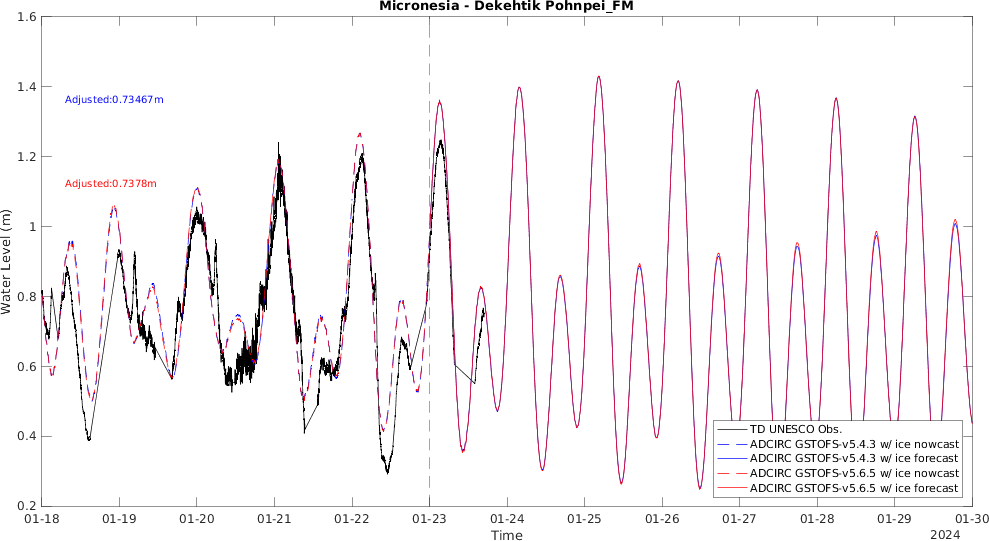 Micronesia - Dekehtik Pohnpei_FM
1.6
1.4
1.2
1
0.8
0.6
0.4
0.2
Water Level (m)
Adjusted:0.73467m
Adjusted:0.7378m
TD UNESCO Obs.
ADCIRC GSTOFS-v5.4.3 w/ ice nowcast
ADCIRC GSTOFS-v5.4.3 w/ ice forecast
ADCIRC GSTOFS-v5.6.5 w/ ice nowcast
ADCIRC GSTOFS-v5.6.5 w/ ice forecast
01-18 01-19 01-20 01-21 01-22 01-23 01-24 01-25 01-26 01-27 01-28 01-29 01-30
Time
2024